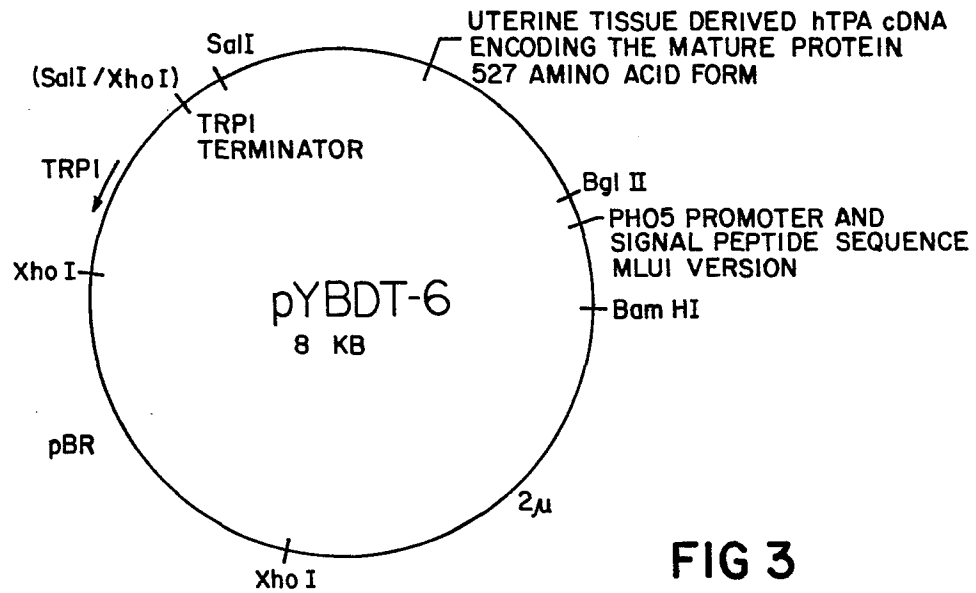 UTERINE TISSUE DERIVED hTPA cDNA
ENCODING THE MATURE PROTEIN
527 AMINO ACID FORM
SalI
(SalI/XhoI)
TRPI
TERMINATOR
TRPI
Bgl II
PHO5 PROMOTER AND
SIGNAL PEPTIDE SEQUENCE
MLUI VERSION
Xho I
Bam HI
pYBDT-6
8 KB
pBR
2μ
Xho I
FIG 3